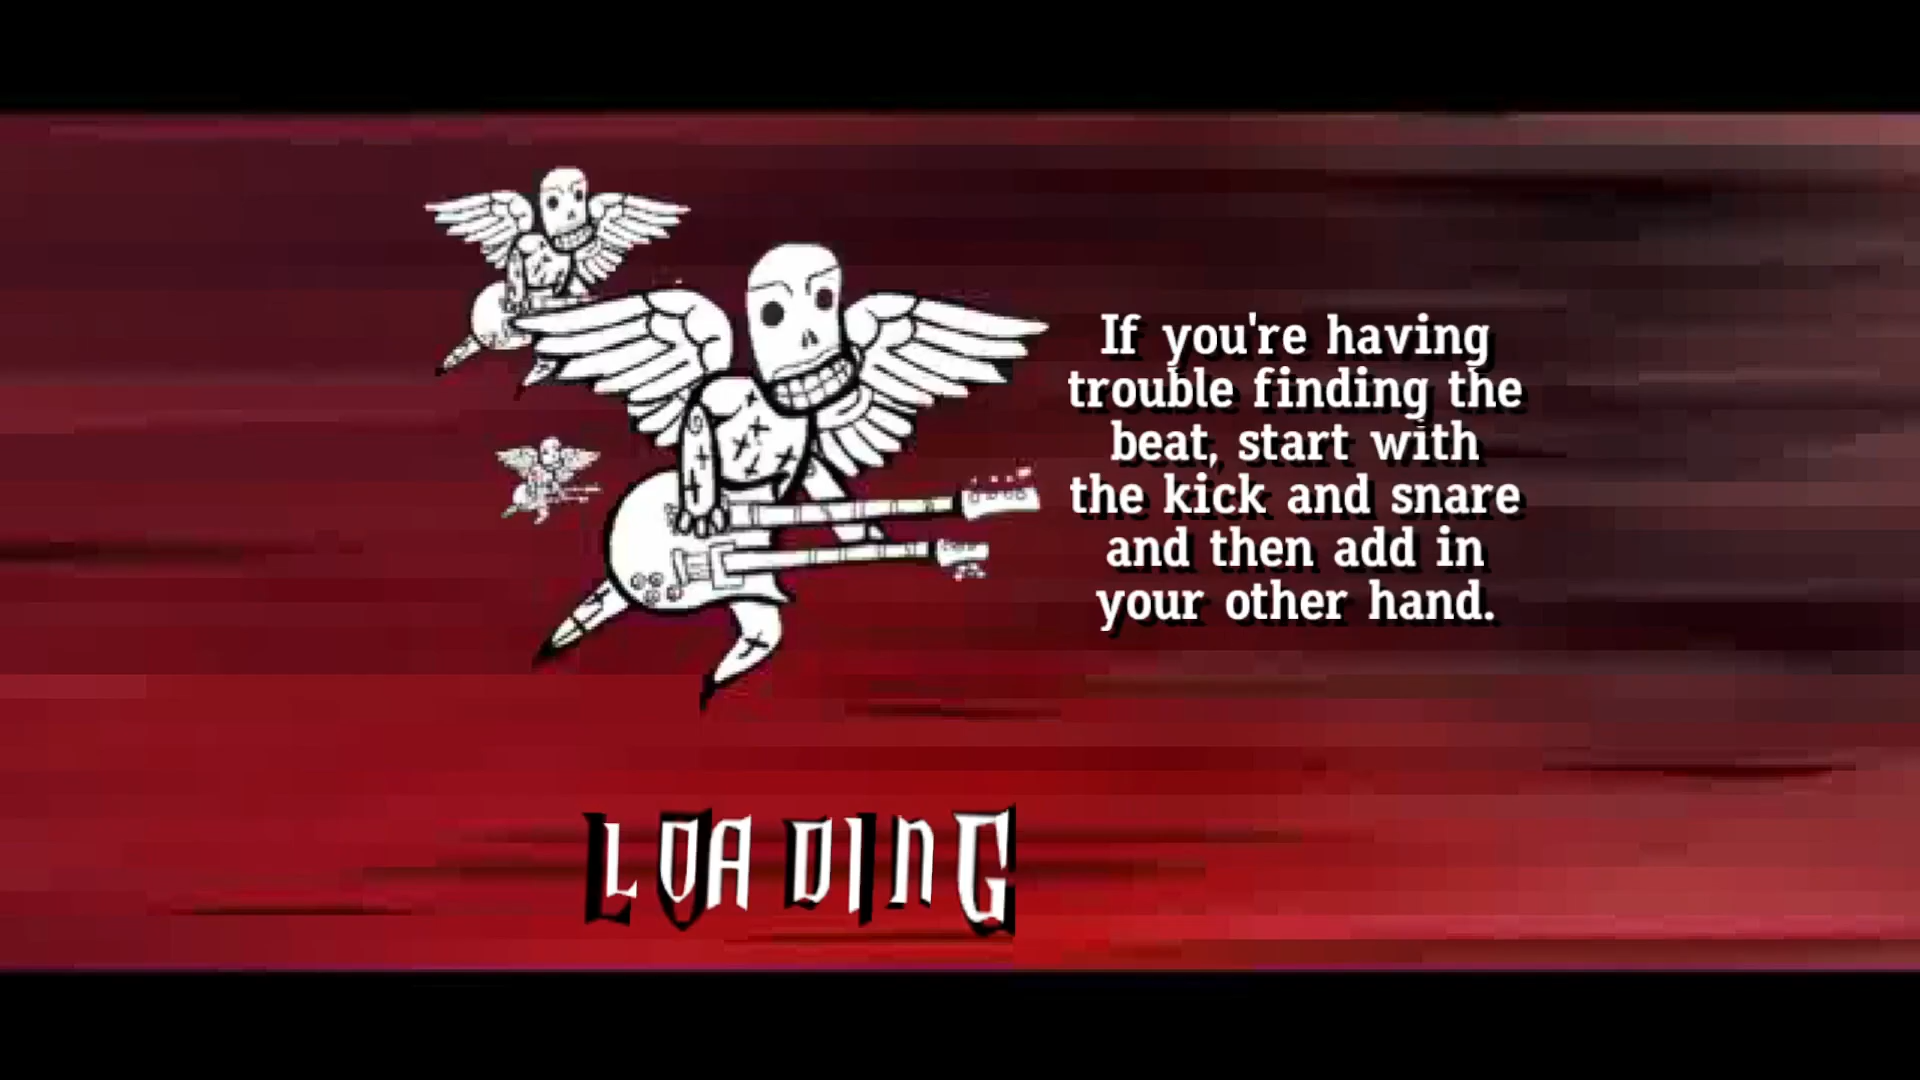 If you're having
trouble finding the
beat, start with
the kick and snare
and then add in
your other hand.
LOADING